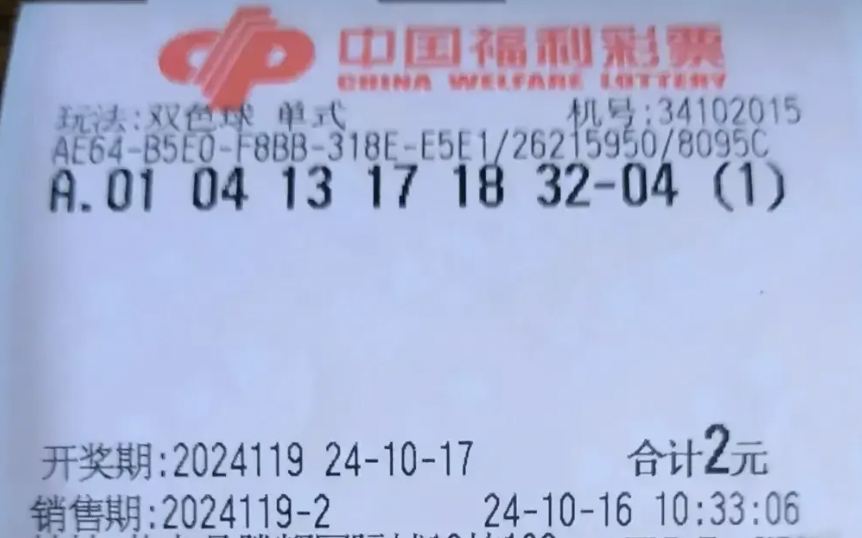 中国福利彩票
CHINA WELFARE LOTTERY
玩法:双色球 单式 机号:34102015
AE64-B5E0-F8BB-318E-E5E1/26215950/8095C
A.01 04 13 17 18 32-04 (1)
开奖期:2024119 24-10-17 合计2元
销售期:2024119-2 24-10-16 10:33:06